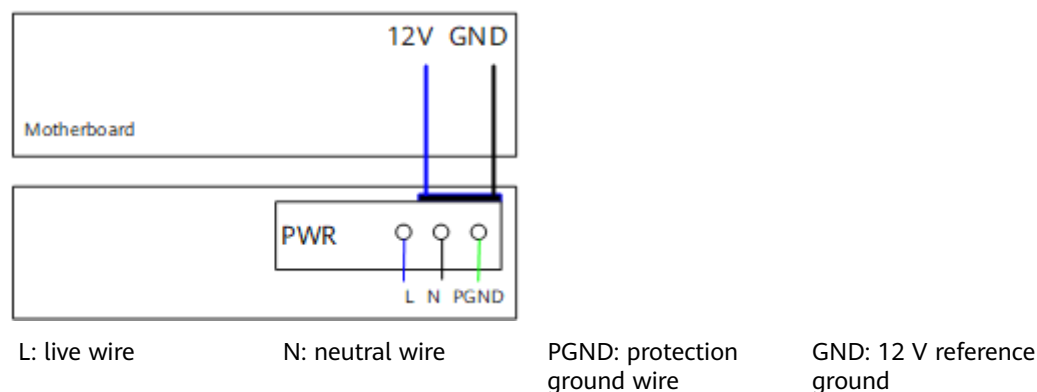 12V GND
Motherboard
PWR
L N PGND
L: live wire N: neutral wire PGND: protection ground wire GND: 12 V reference ground